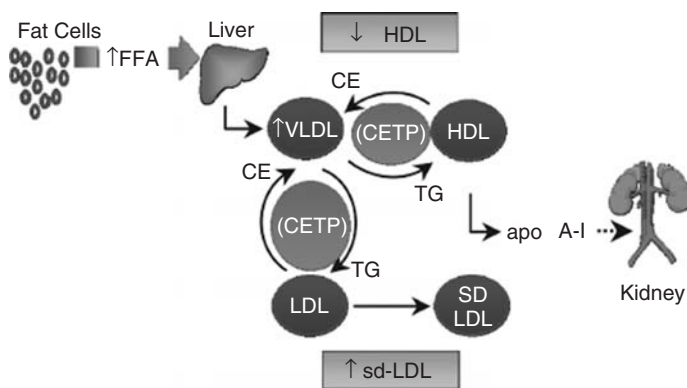 Fat Cells
↑FFA
Liver
↓ HDL
CE
↑VLDL
(CETP)
HDL
TG
CE
(CETP)
TG
apo A-I
Kidney
LDL
SD
LDL
↑ sd-LDL